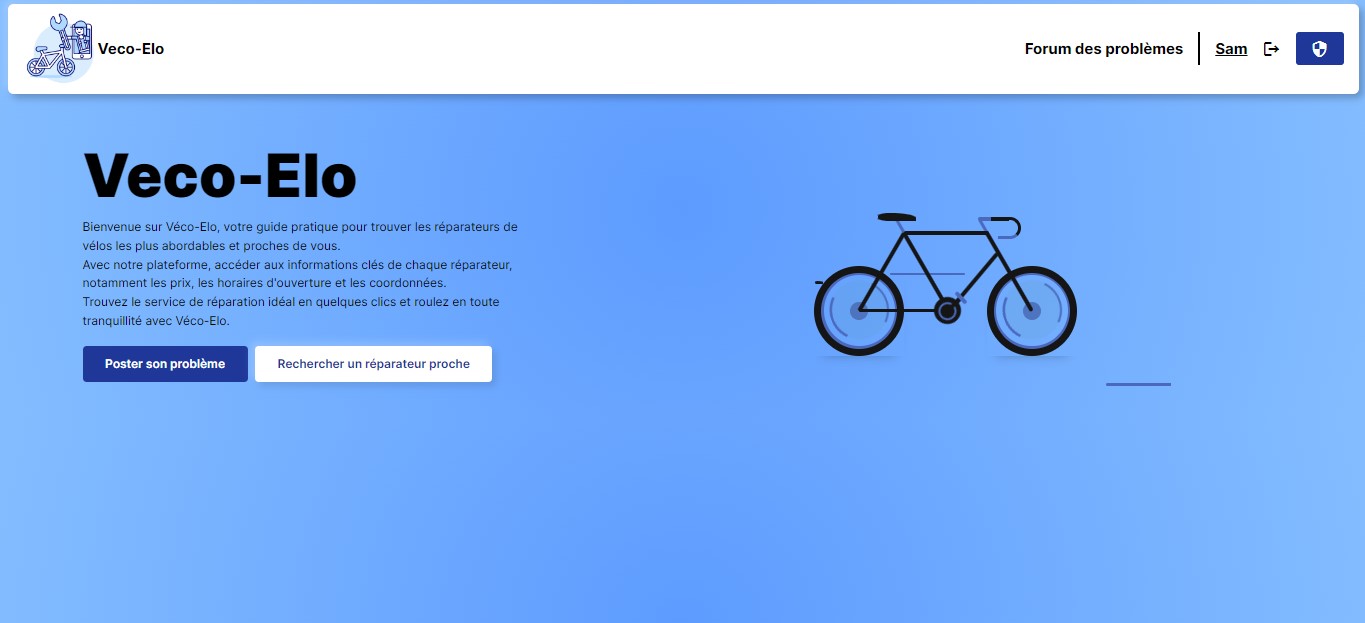 Veco-Elo
Forum des problèmes
Sam
Veco-Elo
Bienvenue sur Véco-Elo, votre guide pratique pour trouver les réparateurs de
vélos les plus abordables et proches de vous.
Avec notre plateforme, accéder aux informations clés de chaque réparateur,
notamment les prix, les horaires d'ouverture et les coordonnées.
Trouvez le service de réparation idéal en quelques clics et roulez en toute
tranquillité avec Véco-Elo.
Poster son problème
Rechercher un réparateur proche